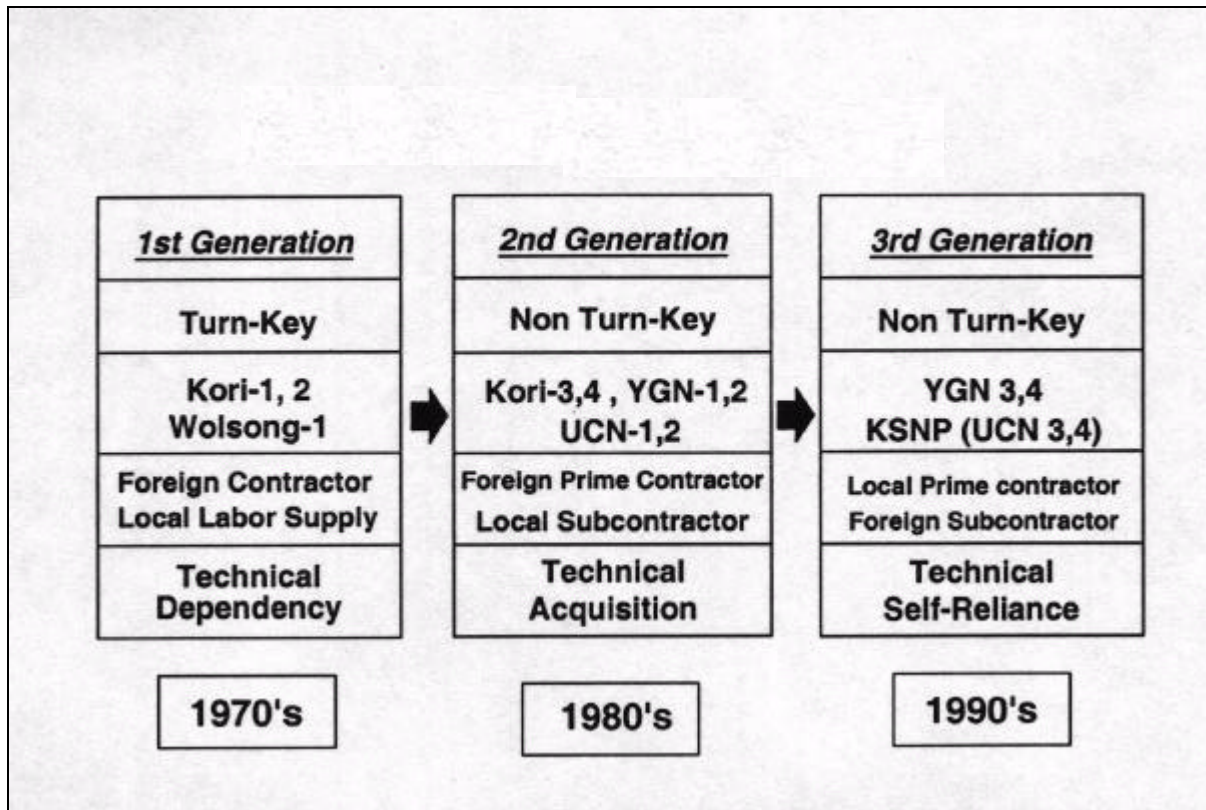 1st Generation
Turn-Key
Kori-1, 2
Wolsong-1
Foreign Contractor
Local Labor Supply
Technical
Dependency
1970's
2nd Generation
Non Turn-Key
Kori-3,4 , YGN-1,2
UCN-1,2
Foreign Prime Contractor
Local Subcontractor
Technical
Acquisition
1980's
3rd Generation
Non Turn-Key
YGN 3,4
KSNP (UCN 3,4)
Local Prime contractor
Foreign Subcontractor
Technical
Self-Reliance
1990's